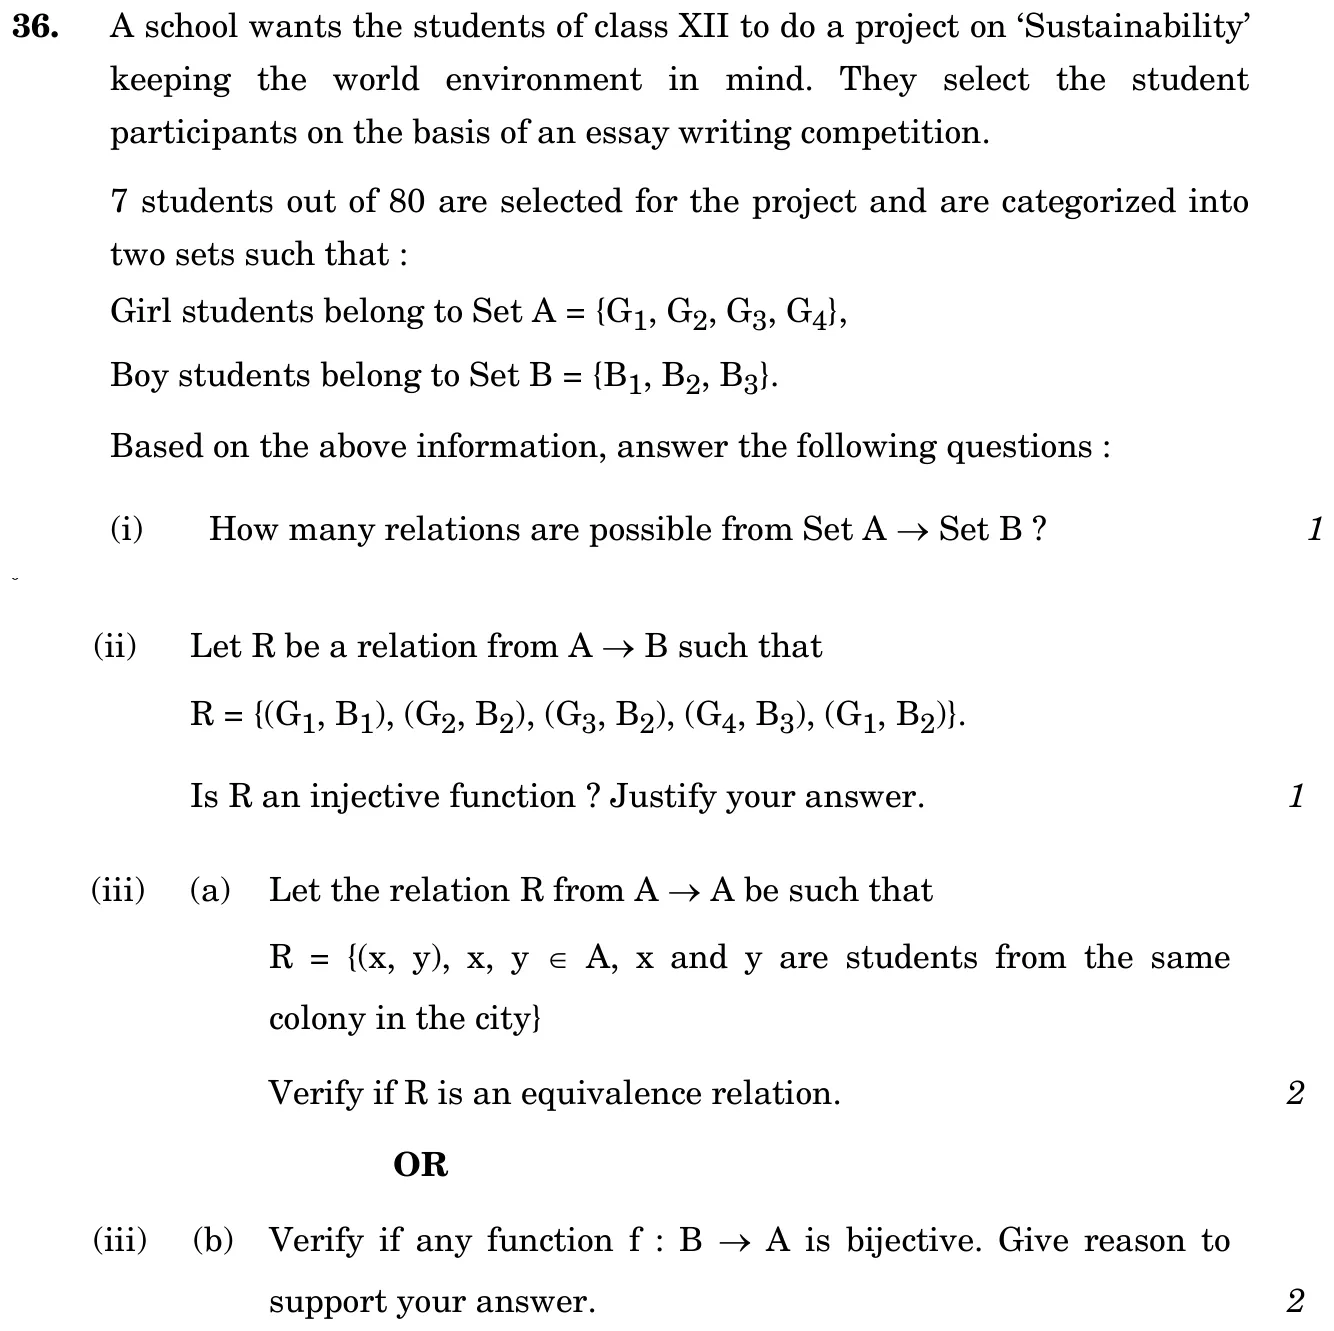 36. A school wants the students of class XII to do a project on ‘Sustainability’
keeping the world environment in mind. They select the student
participants on the basis of an essay writing competition.
7 students out of 80 are selected for the project and are categorized into
two sets such that :
Girl students belong to Set A = {G₁, G₂, G₃, G₄},
Boy students belong to Set B = {B₁, B₂, B₃}.
Based on the above information, answer the following questions :
(i) How many relations are possible from Set A → Set B ? 1
(ii) Let R be a relation from A → B such that
R = {(G₁, B₁), (G₂, B₂), (G₃, B₂), (G₄, B₃), (G₁, B₂)}.
Is R an injective function ? Justify your answer. 1
(iii) (a) Let the relation R from A → A be such that
R = {(x, y), x, y ∈ A, x and y are students from the same
colony in the city}
Verify if R is an equivalence relation. 2
OR
(iii) (b) Verify if any function f : B → A is bijective. Give reason to
support your answer. 2